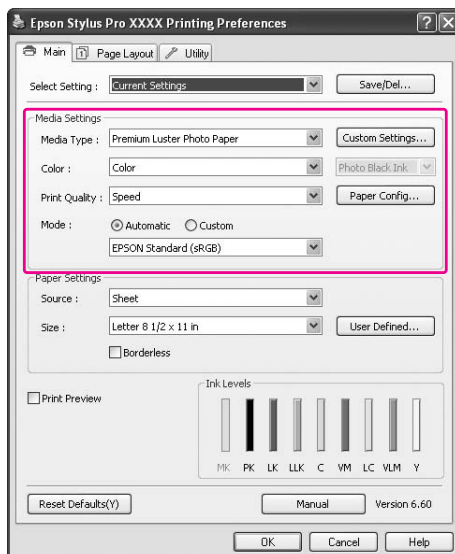 Epson Stylus Pro XXXX Printing Preferences
Main Page Layout Utility
Select Setting : Current Settings Save/Del...
Media Settings
Media Type : Premium Luster Photo Paper Custom Settings...
Color : Color Photo Black Ink
Print Quality : Speed Paper Config...
Mode : Automatic Custom
EPSON Standard (sRGB)
Paper Settings
Source : Sheet
Size : Letter 8 1/2 x 11 in User Defined...
Borderless
Print Preview
Ink Levels
MK PK LK LLK C VM LC VLM Y
Reset Defaults(Y) Manual Version 6.60
OK Cancel Help